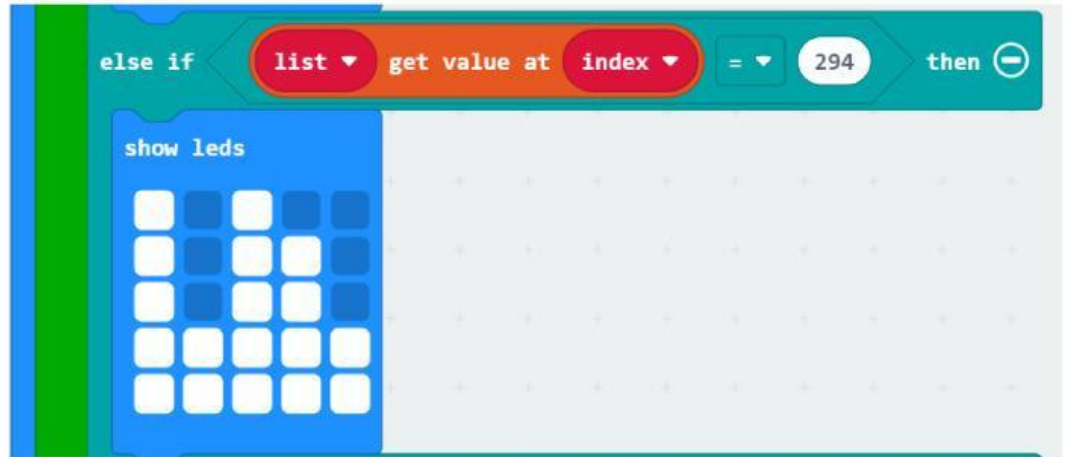 else if list get value at index = 294 then
show leds